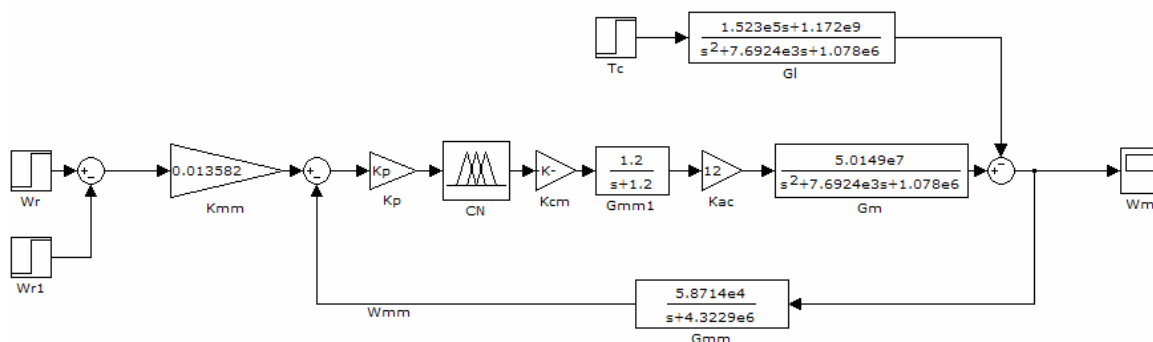 1.523e5s+1.172e9
s2+7.6924e3s+1.078e6
Tc
Gl
Wr
0.013582
Kmm
Kp
Kp
CN
K-
Kcm
1.2
s+1.2
Gmm1
12
Kac
5.0149e7
s2+7.6924e3s+1.078e6
Gm
Wm
Wr1
Wmm
5.8714e4
s+4.3229e6
Gmm